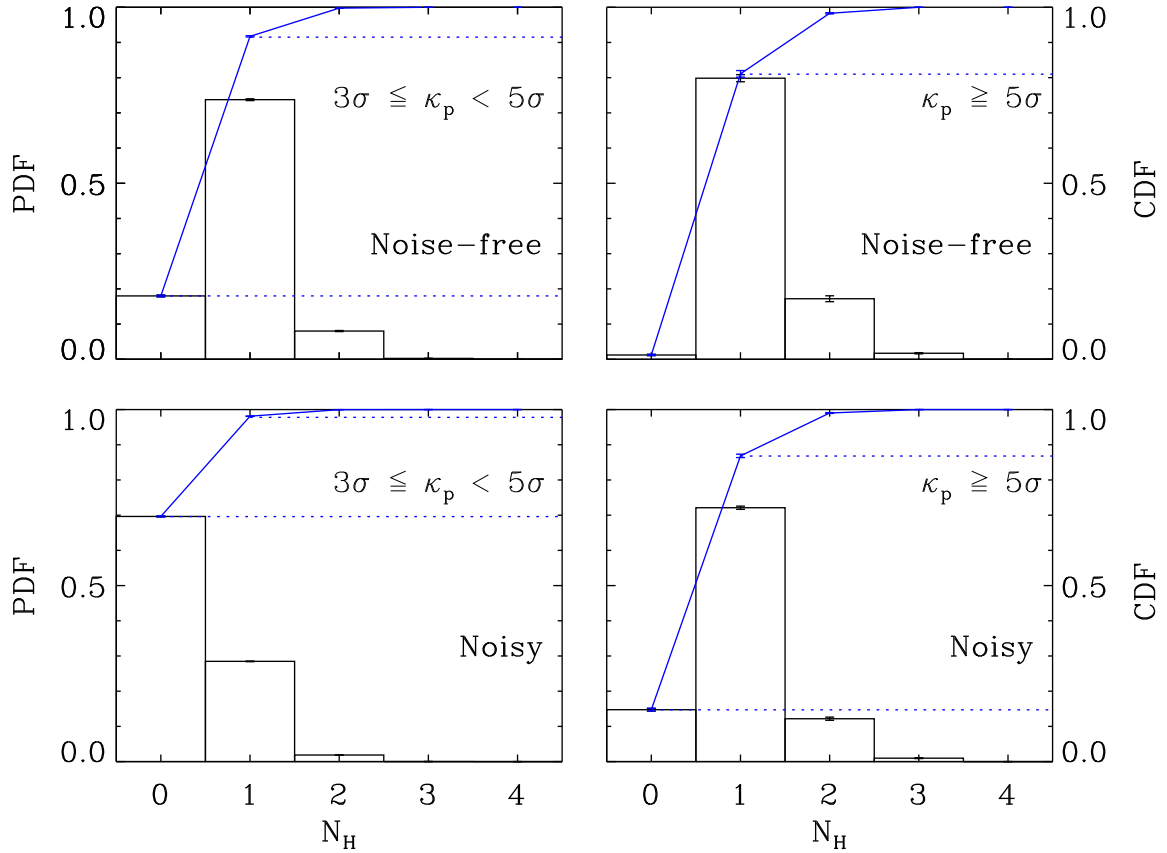 1.0
0.5
0.0
PDF
3σ ≦ κp < 5σ
Noise-free
κp ≧ 5σ
Noise-free
1.0
0.5
0.0
CDF
1.0
0.5
0.0
PDF
3σ ≦ κp < 5σ
Noisy
0 1 2 3 4
NH
κp ≧ 5σ
Noisy
0 1 2 3 4
NH
1.0
0.5
0.0
CDF